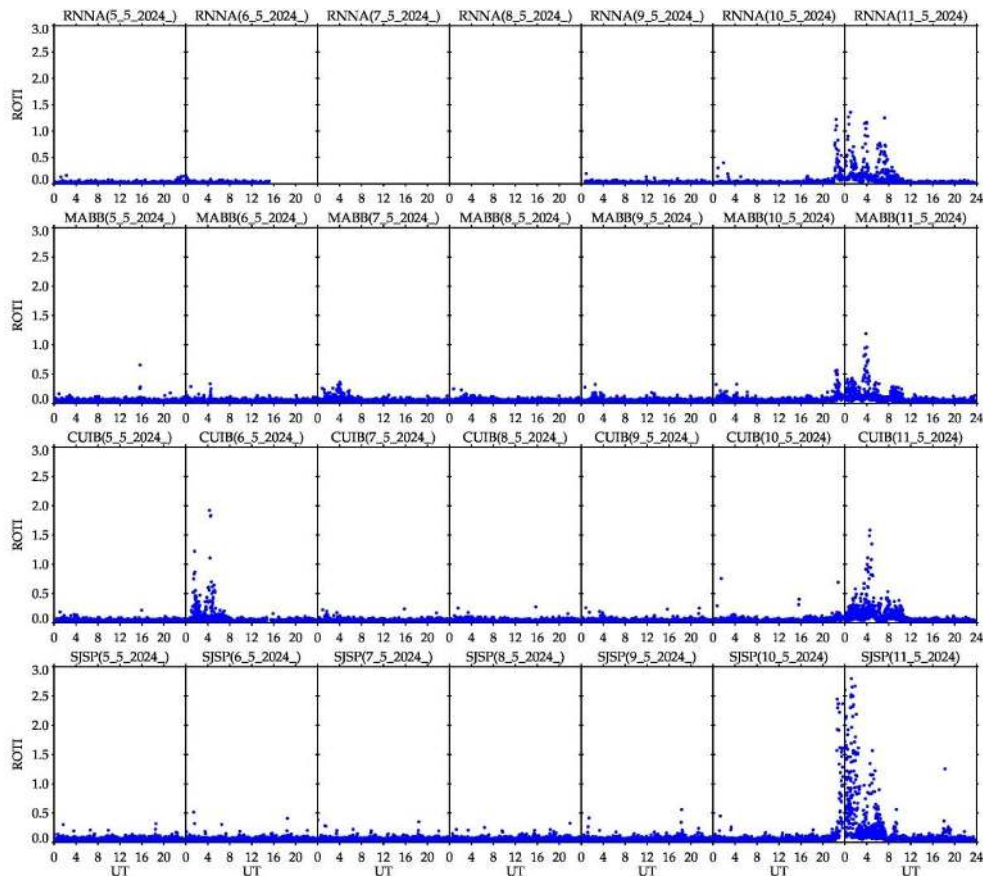 RNNA(5_5_2024_) RNNA(6_5_2024_) RNNA(7_5_2024_) RNNA(8_5_2024_) RNNA(9_5_2024_) RNNA(10_5_2024) RNNA(11_5_2024)
3.0
2.5
2.0
1.5
1.0
0.5
0.0
ROTI
0 4 8 12 16 20 0 4 8 12 16 20 0 4 8 12 16 20 0 4 8 12 16 20 0 4 8 12 16 20 0 4 8 12 16 20 0 4 8 12 16 20 24
MABB(5_5_2024_) MABB(6_5_2024_) MABB(7_5_2024_) MABB(8_5_2024_) MABB(9_5_2024_) MABB(10_5_2024) MABB(11_5_2024)
3.0
2.5
2.0
1.5
1.0
0.5
0.0
ROTI
0 4 8 12 16 20 0 4 8 12 16 20 0 4 8 12 16 20 0 4 8 12 16 20 0 4 8 12 16 20 0 4 8 12 16 20 0 4 8 12 16 20 24
CUIB(5_5_2024_) CUIB(6_5_2024_) CUIB(7_5_2024_) CUIB(8_5_2024_) CUIB(9_5_2024_) CUIB(10_5_2024) CUIB(11_5_2024)
3.0
2.5
2.0
1.5
1.0
0.5
0.0
ROTI
0 4 8 12 16 20 0 4 8 12 16 20 0 4 8 12 16 20 0 4 8 12 16 20 0 4 8 12 16 20 0 4 8 12 16 20 0 4 8 12 16 20 24
SJSP(5_5_2024_) SJSP(6_5_2024_) SJSP(7_5_2024_) SJSP(8_5_2024_) SJSP(9_5_2024_) SJSP(10_5_2024) SJSP(11_5_2024)
3.0
2.5
2.0
1.5
1.0
0.5
0.0
ROTI
0 4 8 12 16 20 0 4 8 12 16 20 0 4 8 12 16 20 0 4 8 12 16 20 0 4 8 12 16 20 0 4 8 12 16 20 0 4 8 12 16 20 24
UT UT UT UT